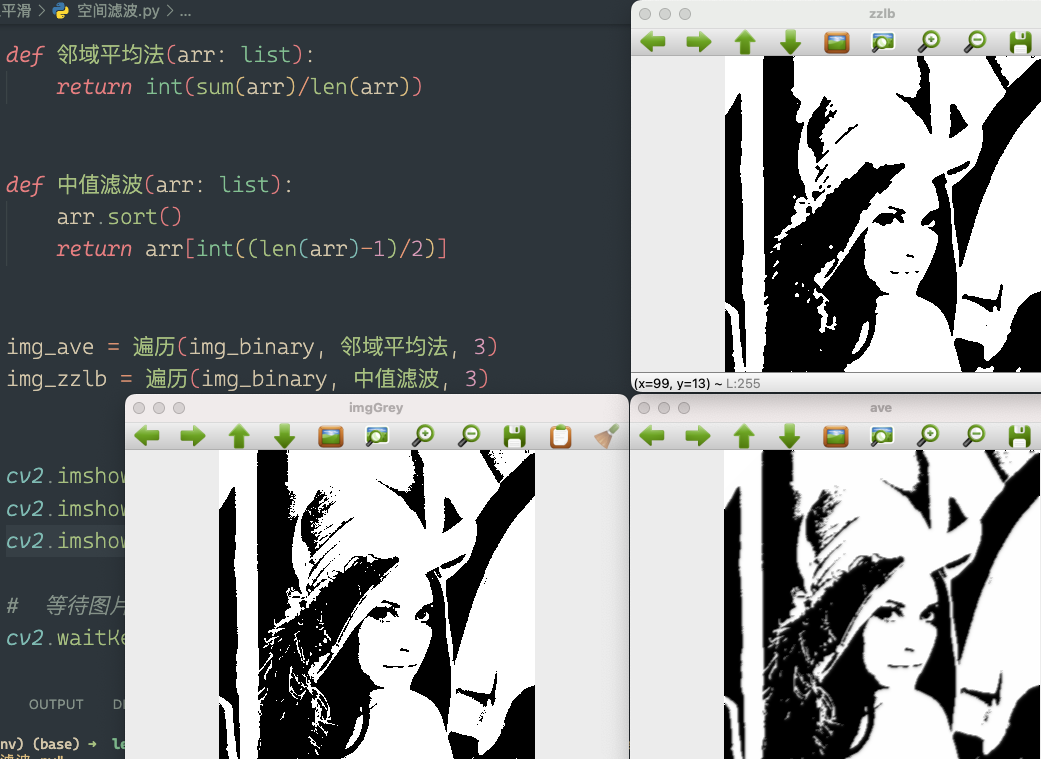 平滑 > 空间滤波.py > ...
def 邻域平均法(arr: list):
return int(sum(arr)/len(arr))
def 中值滤波(arr: list):
arr.sort()
return arr[int((len(arr)-1)/2)]
img_ave = 遍历(img_binary, 邻域平均法, 3)
img_zzlb = 遍历(img_binary, 中值滤波, 3)
cv2.imshow
cv2.imshow
cv2.imshow
# 等待图片
cv2.waitKe
OUTPUT
nv) (base) → le
滤波.py"
zzlb
(x=99, y=13) ~ L:255
imgGrey
ave